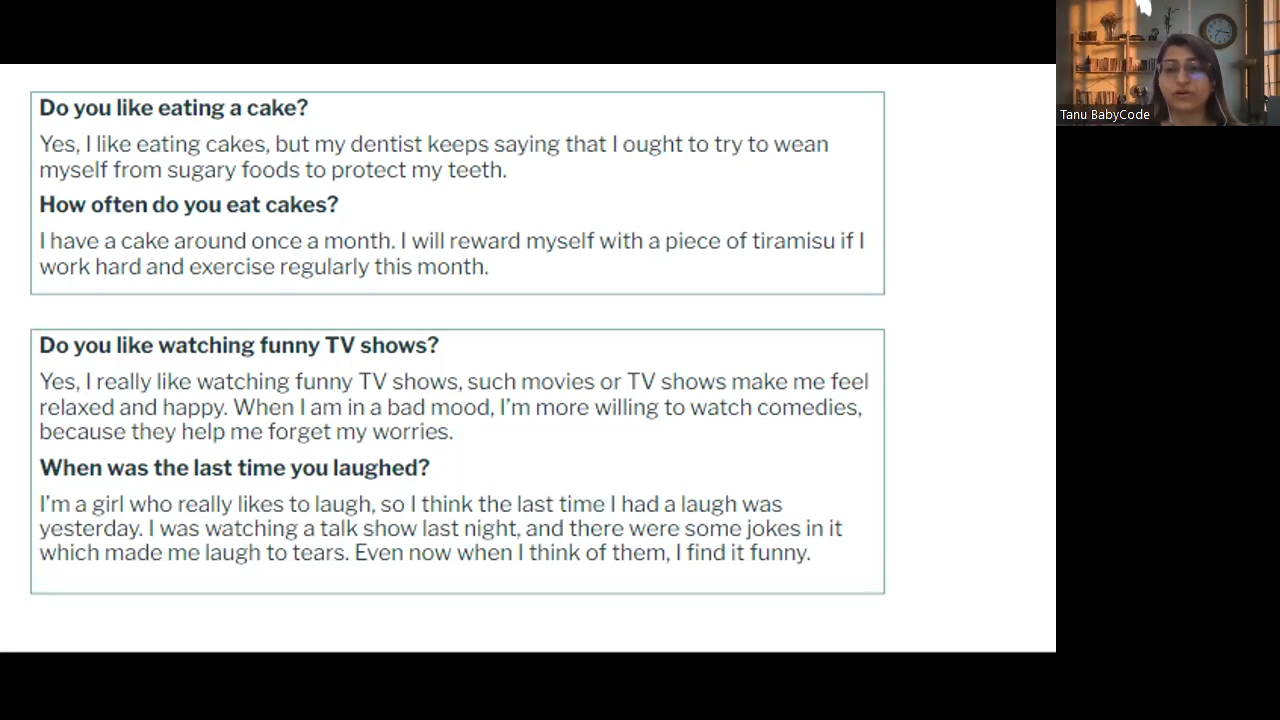 Do you like eating a cake?
Yes, I like eating cakes, but my dentist keeps saying that I ought to try to wean
myself from sugary foods to protect my teeth.
How often do you eat cakes?
I have a cake around once a month. I will reward myself with a piece of tiramisu if I
work hard and exercise regularly this month.
Do you like watching funny TV shows?
Yes, I really like watching funny TV shows, such movies or TV shows make me feel
relaxed and happy. When I am in a bad mood, I'm more willing to watch comedies,
because they help me forget my worries.
When was the last time you laughed?
I'm a girl who really likes to laugh, so I think the last time I had a laugh was
yesterday. I was watching a talk show last night, and there were some jokes in it
which made me laugh to tears. Even now when I think of them, I find it funny.
Tanu BabyCode